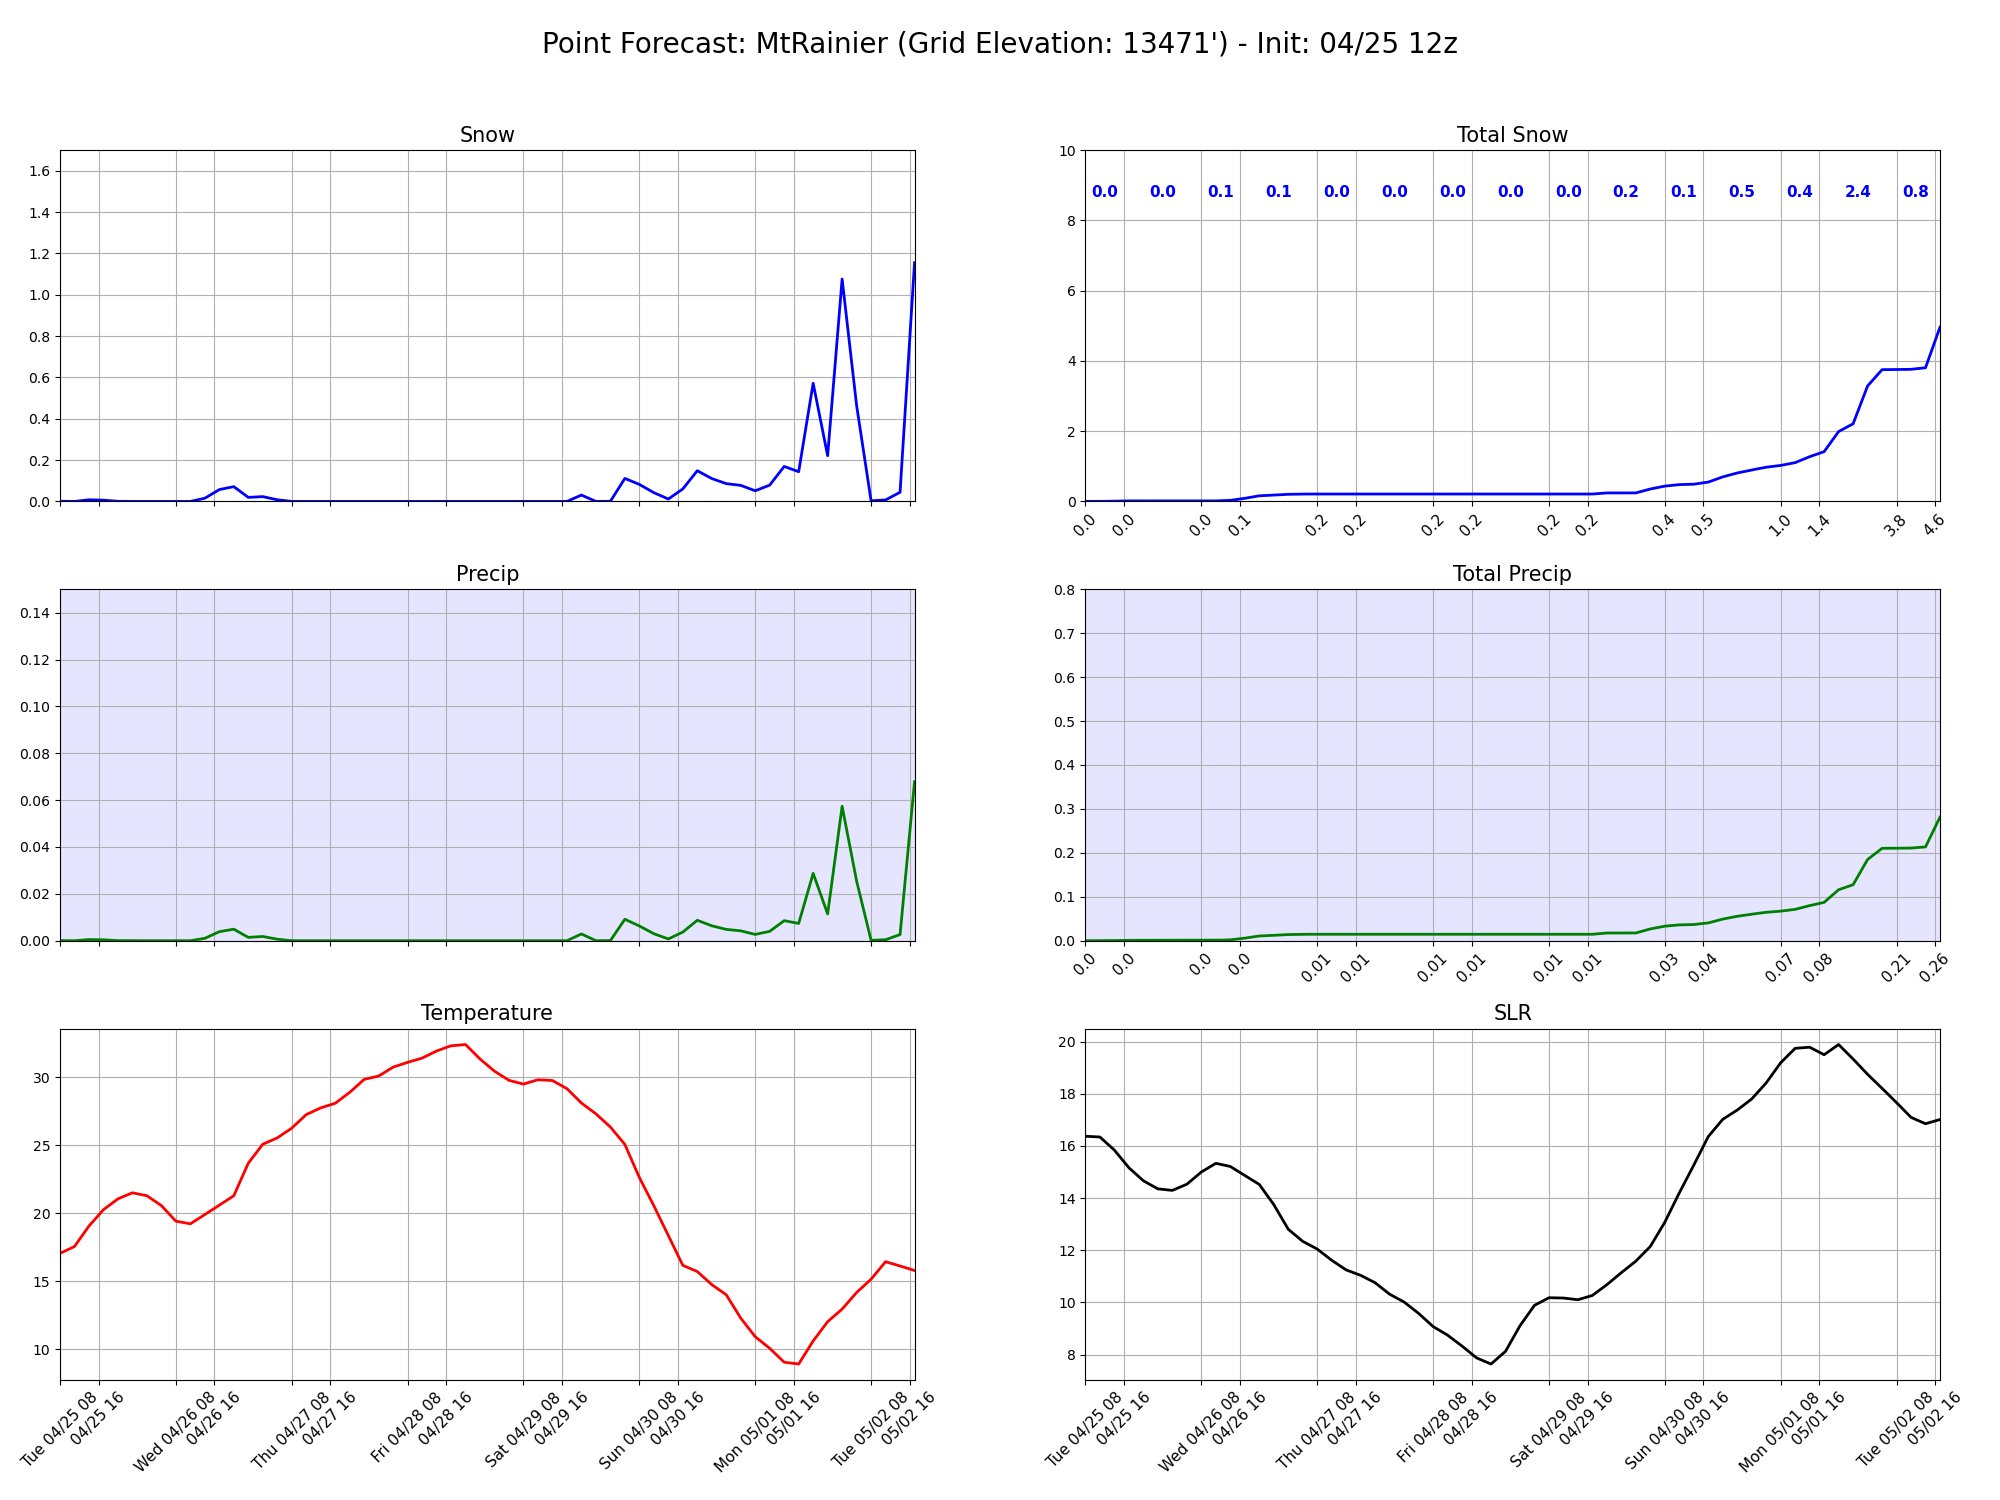 Point Forecast: MtRainier (Grid Elevation: 13471') - Init: 04/25 12z
Snow
1.6
1.4
1.2
1.0
0.8
0.6
0.4
0.2
0.0
Total Snow
10
8
6
4
2
0
0.0 0.0 0.1 0.1 0.0 0.0 0.0 0.0 0.0 0.2 0.1 0.5 0.4 2.4 0.8
0.0 0.0 0.0 0.1 0.2 0.2 0.2 0.2 0.2 0.2 0.4 0.5 1.0 1.4 3.8 4.6
Precip
0.14
0.12
0.10
0.08
0.06
0.04
0.02
0.00
Total Precip
0.8
0.7
0.6
0.5
0.4
0.3
0.2
0.1
0.0
0.0 0.0 0.0 0.0 0.01 0.01 0.01 0.01 0.01 0.01 0.03 0.04 0.07 0.08 0.21 0.26
Temperature
30
25
20
15
10
Tue 04/25 08
04/25 16
Wed 04/26 08
04/26 16
Thu 04/27 08
04/27 16
Fri 04/28 08
04/28 16
Sat 04/29 08
04/29 16
Sun 04/30 08
04/30 16
Mon 05/01 08
05/01 16
Tue 05/02 08
05/02 16
SLR
20
18
16
14
12
10
8
Tue 04/25 08
04/25 16
Wed 04/26 08
04/26 16
Thu 04/27 08
04/27 16
Fri 04/28 08
04/28 16
Sat 04/29 08
04/29 16
Sun 04/30 08
04/30 16
Mon 05/01 08
05/01 16
Tue 05/02 08
05/02 16